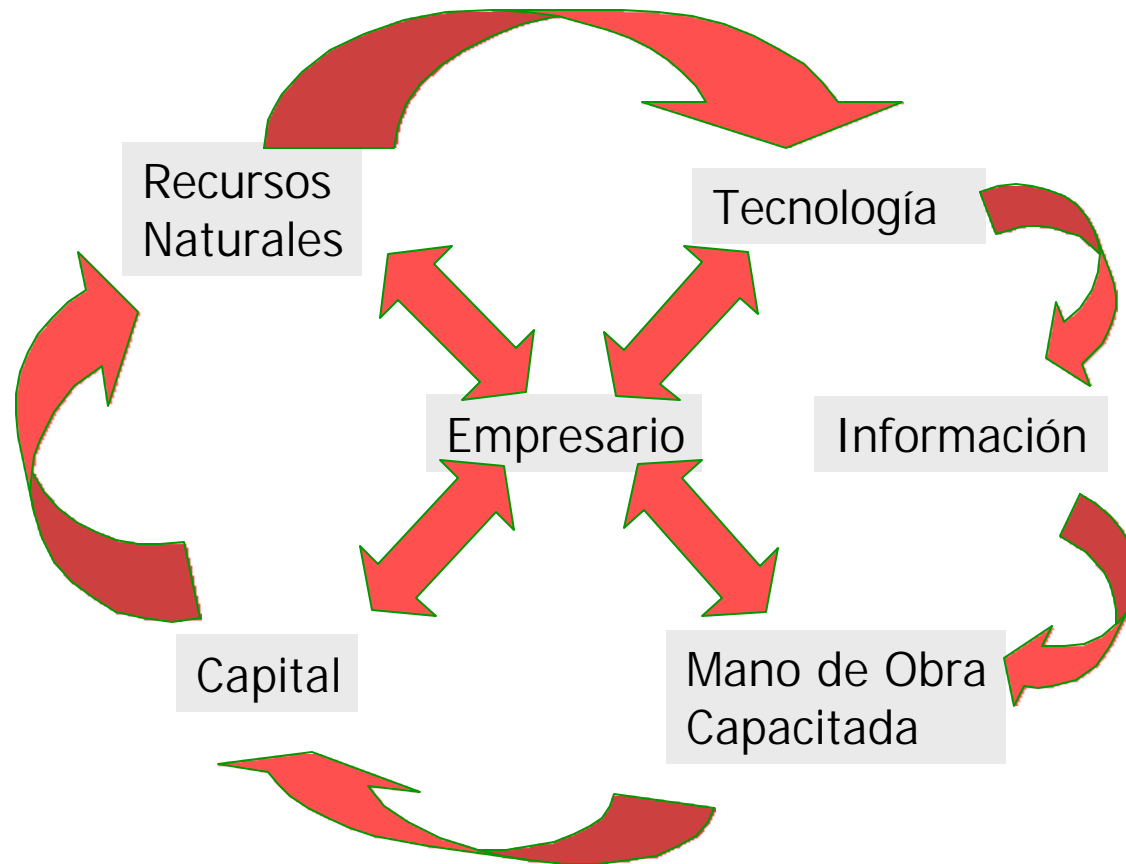 Recursos
Naturales
Tecnología
Empresario
Información
Capital
Mano de Obra
Capacitada